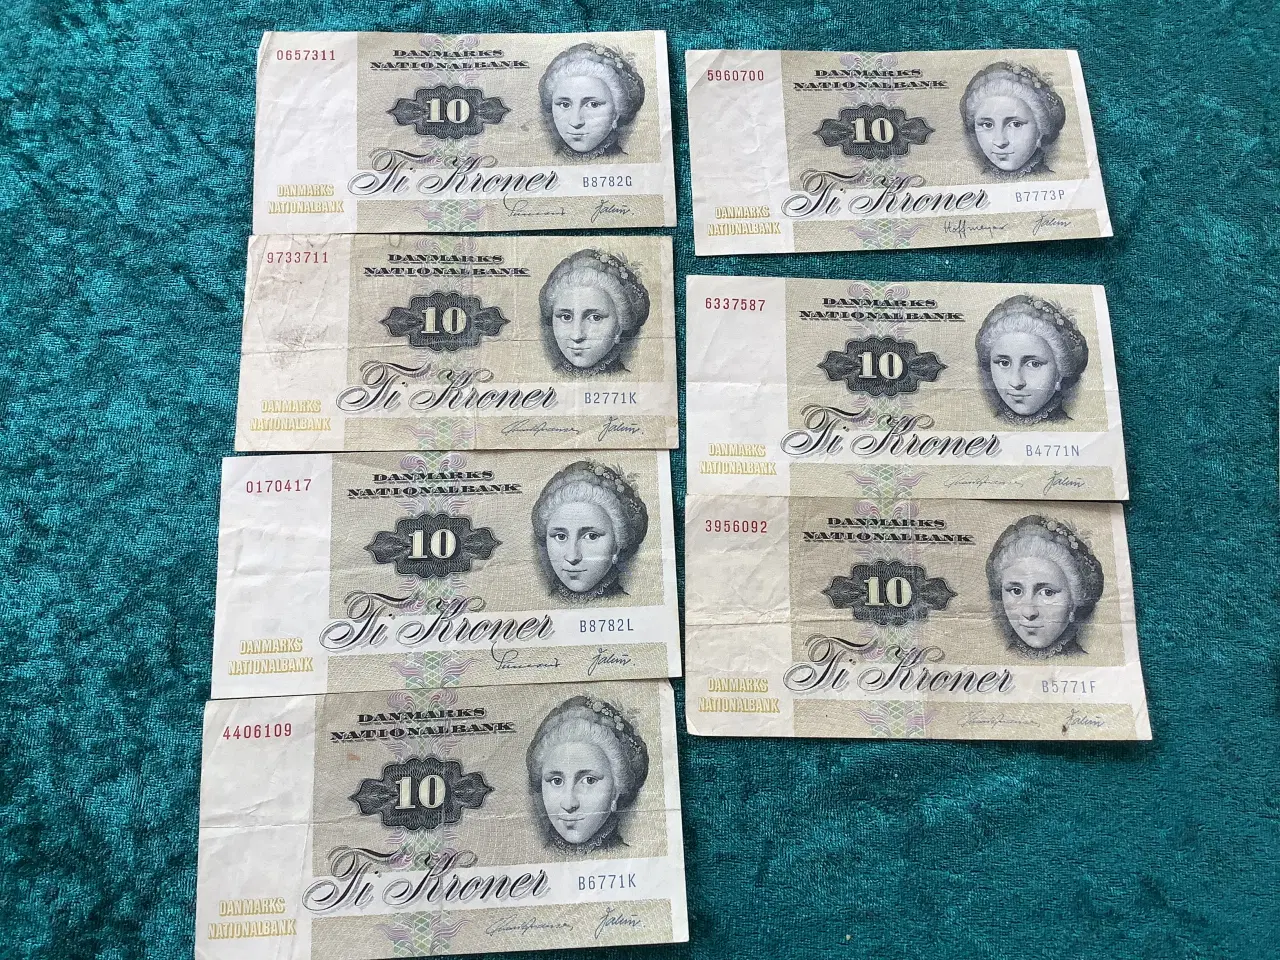 0657311
DANMARKS
NATIONALBANK
10
Ti Kroner
B8782G
DANMARKS
NATIONALBANK
9733711
DANMARKS
NATIONALBANK
10
Ti Kroner
B2771K
DANMARKS
NATIONALBANK
0170417
DANMARKS
NATIONALBANK
10
Ti Kroner
B8782L
DANMARKS
NATIONALBANK
4406109
DANMARKS
NATIONALBANK
10
Ti Kroner
B6771K
DANMARKS
NATIONALBANK
5960700
DANMARKS
NATIONALBANK
10
Ti Kroner
B7773P
DANMARKS
NATIONALBANK
Hoffmeyer
6337587
DANMARKS
NATIONALBANK
10
Ti Kroner
B4771N
DANMARKS
NATIONALBANK
3956092
DANMARKS
NATIONALBANK
10
Ti Kroner
B5771F
DANMARKS
NATIONALBANK